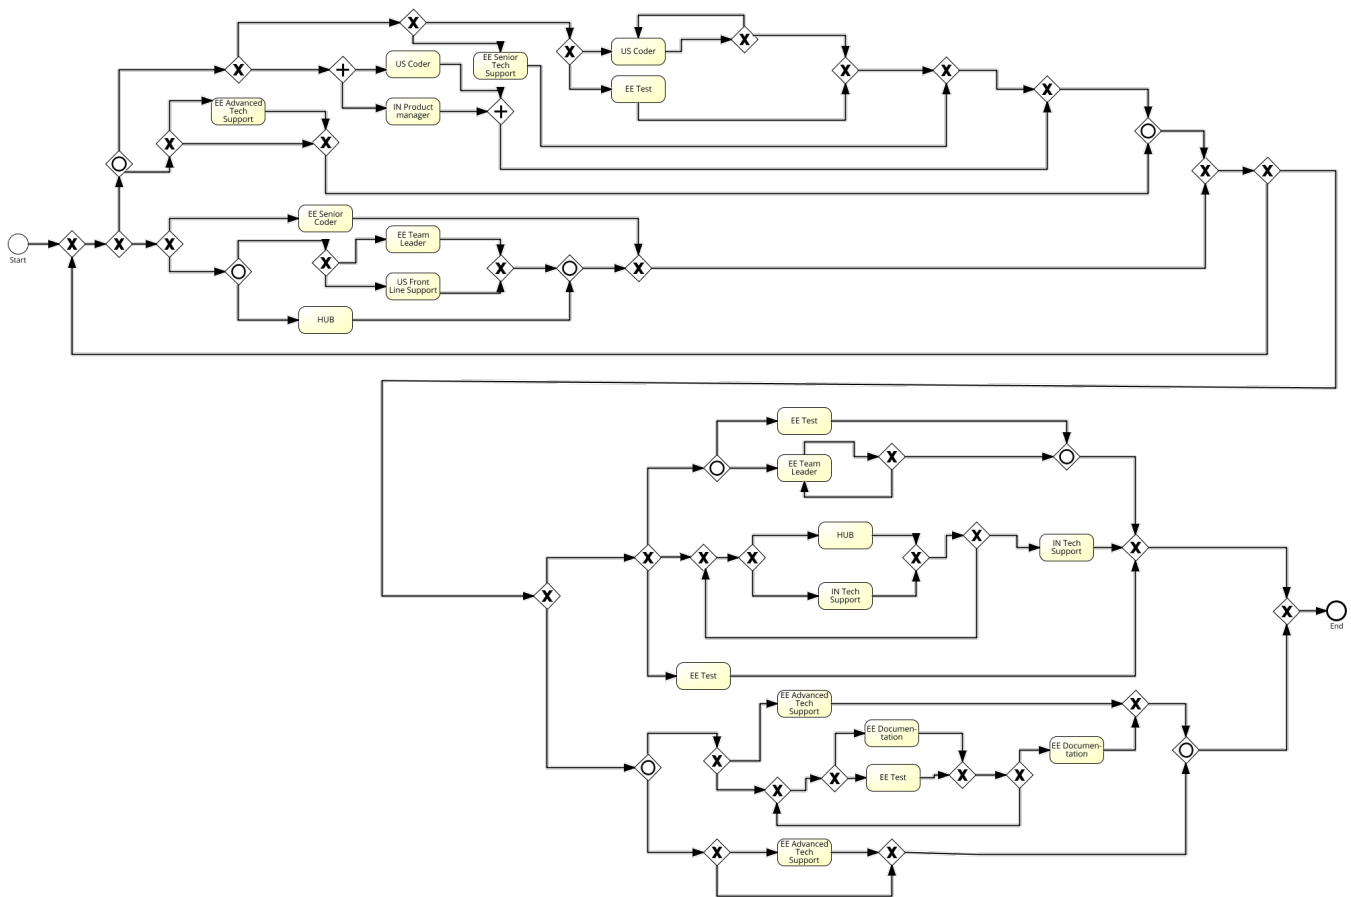 US Coder
EE Senior
Tech
Support
US Coder
EE Test
EE Advanced
Tech
Support
IN Product
manager
EE Senior
Coder
EE Team
Leader
Start
US Front
Line Support
HUB
EE Test
EE Team
Leader
HUB
IN Tech
Support
IN Tech
Support
End
EE Test
EE Advanced
Tech
Support
EE Documen-
tation
EE Documen-
tation
EE Test
EE Advanced
Tech
Support